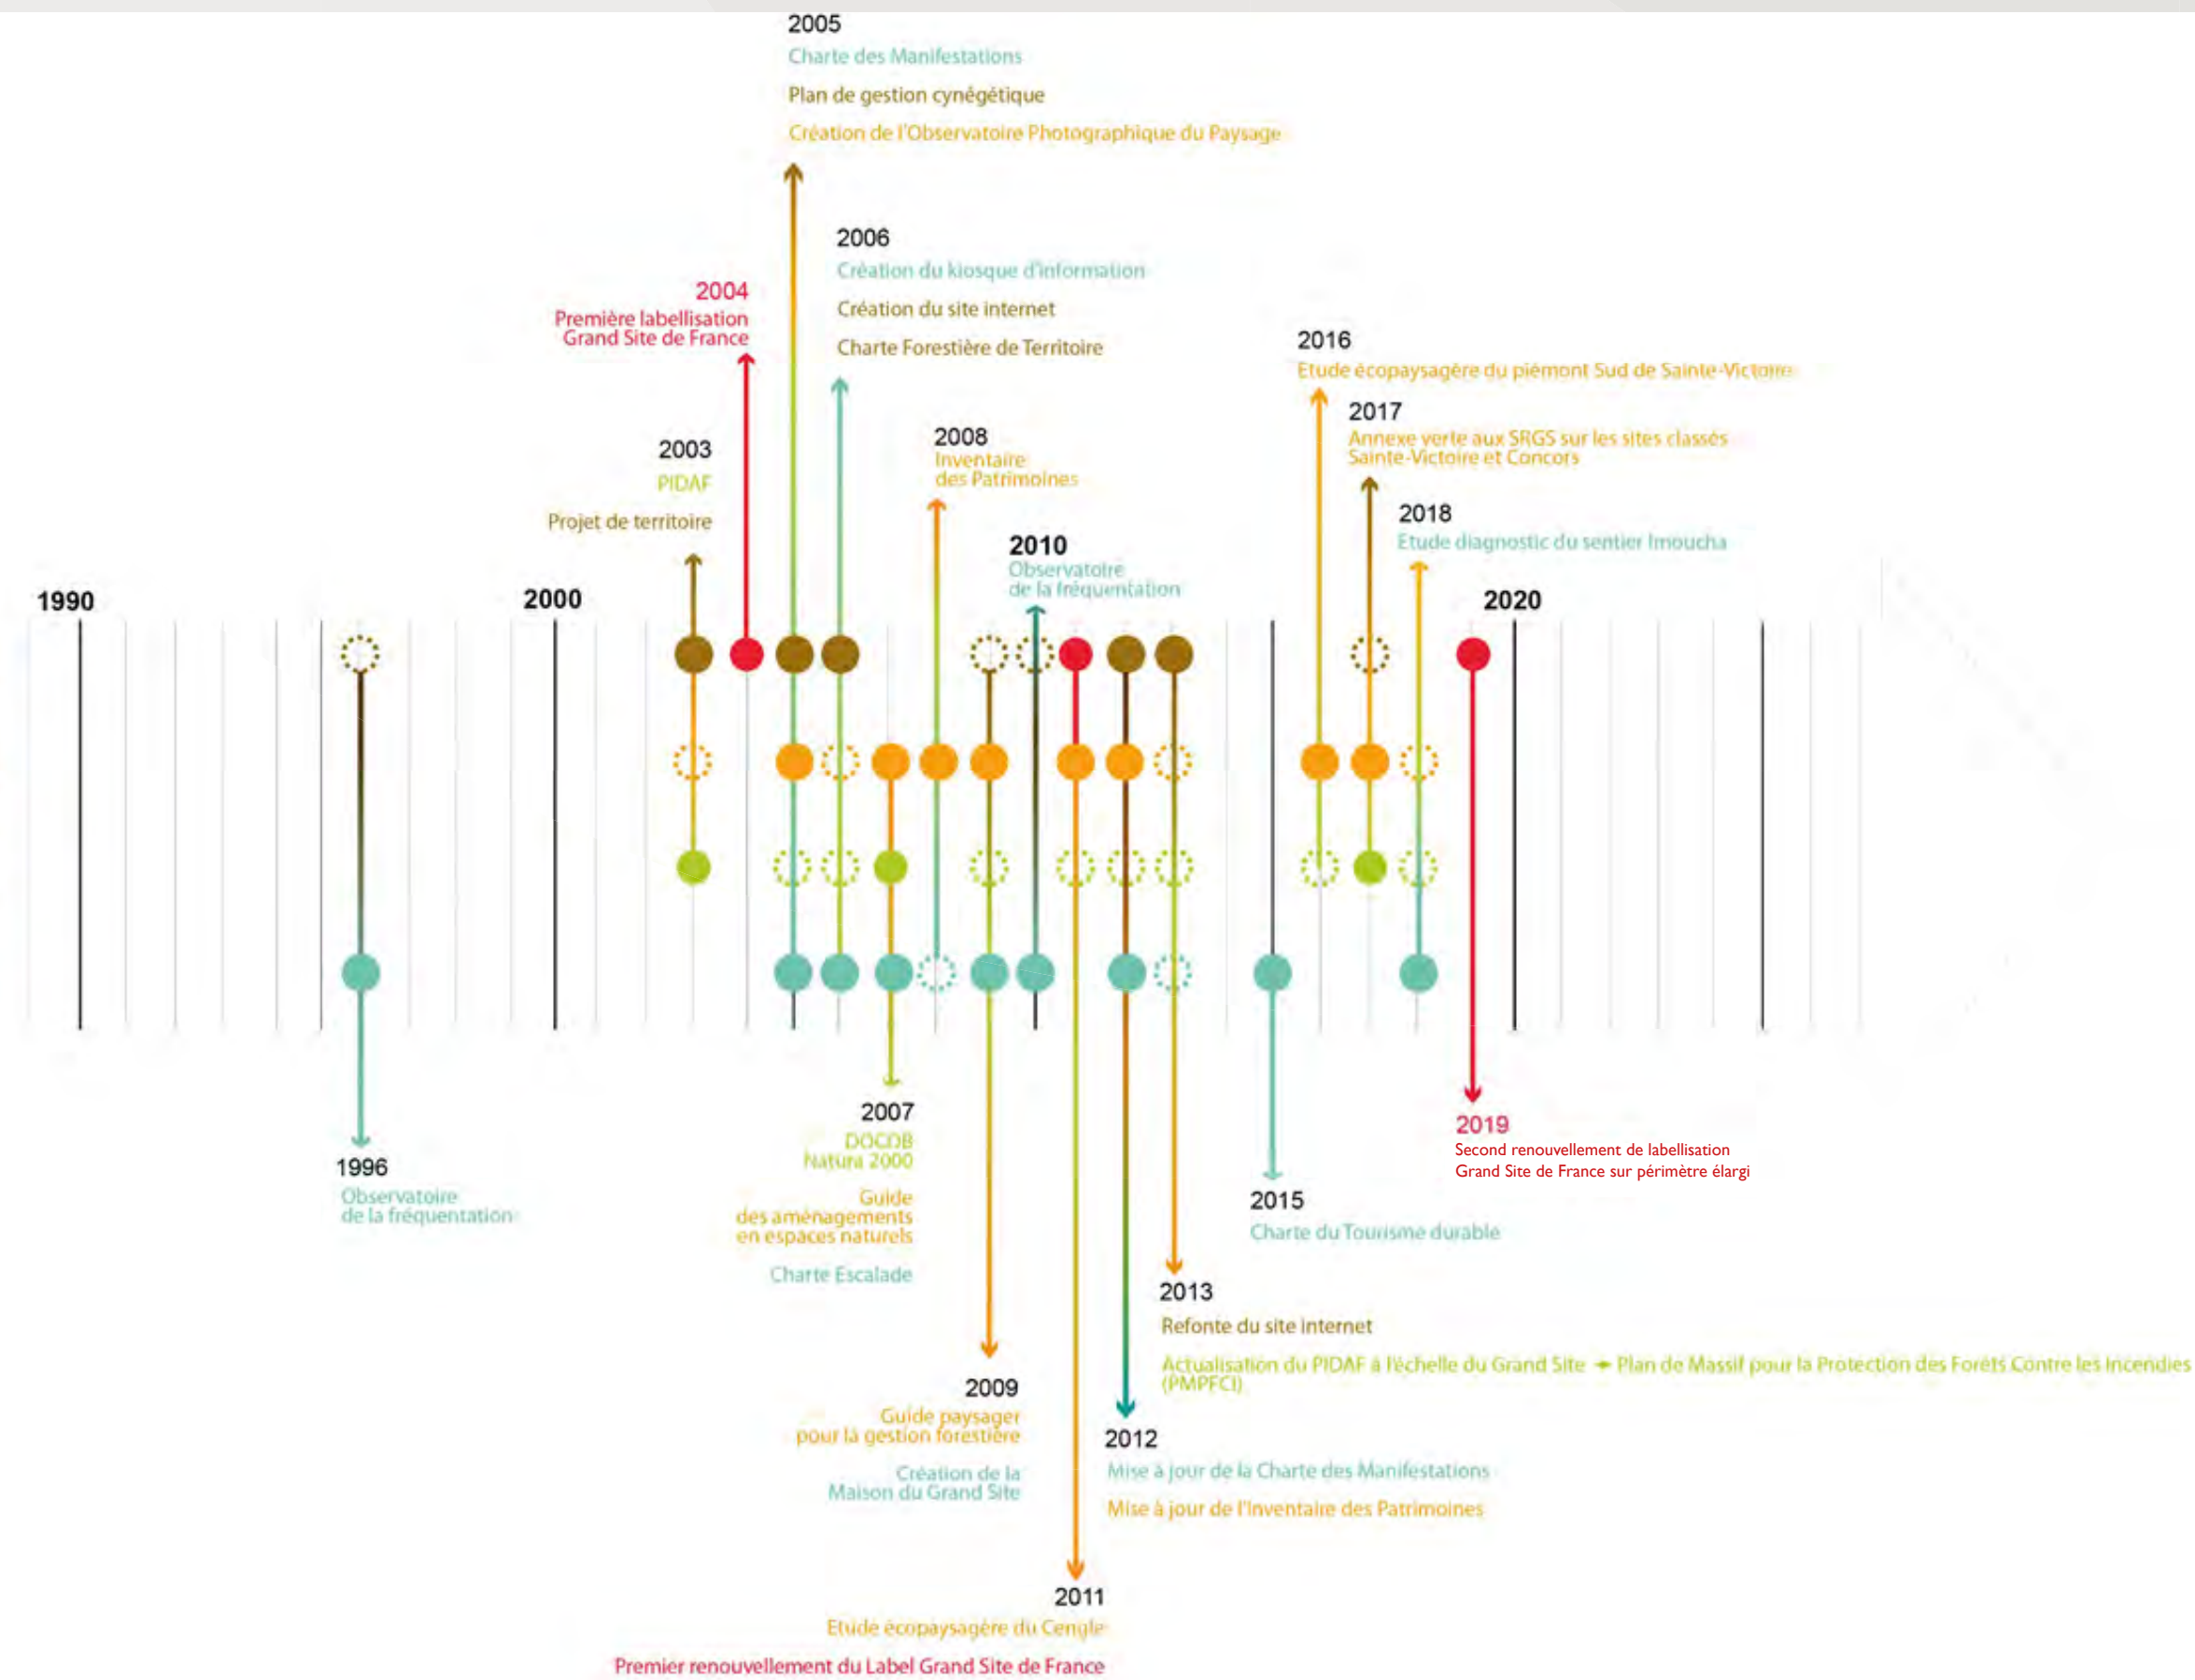 2005
Charte des Manifestations
Plan de gestion cynégétique
Création de l'Observatoire Photographique du Paysage
2006
Création du kiosque d'information
Création du site internet
Charte Forestière de Territoire
2004
Première labellisation
Grand Site de France
2003
PIDAF
Projet de territoire
2008
Inventaire
des Patrimoines
2010
Observatoire
de la fréquentation
2016
Etude écopaysagère du piémont Sud de Sainte-Victoire
2017
Annexe verte aux SRGS sur les sites classés
Sainte-Victoire et Concors
2018
Etude diagnostic du sentier Imoucha
1990
2000
2020
1996
Observatoire
de la fréquentation
2007
DOCOB
Natura 2000
Guide
des aménagements
en espaces naturels
Charte Escalade
2019
Second renouvellement de labellisation
Grand Site de France sur périmètre élargi
2015
Charte du Tourisme durable
2013
Refonte du site internet
Actualisation du PIDAF à l'échelle du Grand Site → Plan de Massif pour la Protection des Forêts Contre les Incendies
(PMPFCI)
2009
Guide paysager
pour la gestion forestière
Création de la
Maison du Grand Site
2012
Mise à jour de la Charte des Manifestations
Mise à jour de l'Inventaire des Patrimoines
2011
Etude écopaysagère du Cengle
Premier renouvellement du Label Grand Site de France